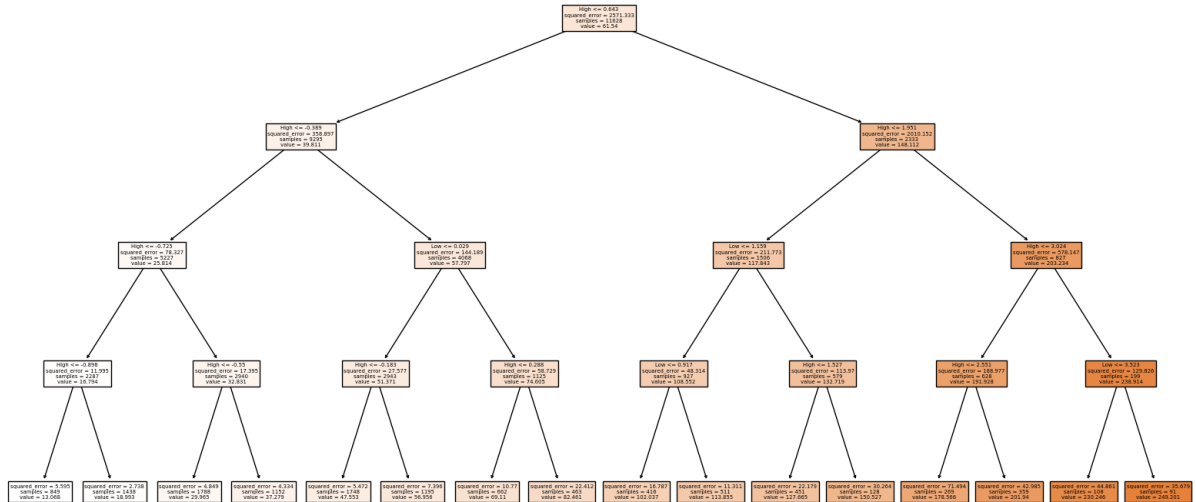 High <= 0.643
squared_error = 2571.333
samples = 11628
value = 61.54
High <= -0.389
squared_error = 358.897
samples = 9295
value = 39.811
High <= 1.951
squared_error = 2010.152
samples = 2333
value = 148.112
High <= -0.725
squared_error = 78.327
samples = 5227
value = 25.814
Low <= 0.029
squared_error = 144.189
samples = 4068
value = 57.797
Low <= 1.159
squared_error = 211.773
samples = 1506
value = 117.843
High <= 3.024
squared_error = 578.147
samples = 827
value = 203.234
High <= -0.898
squared_error = 11.995
samples = 2287
value = 16.794
High <= -0.55
squared_error = 17.395
samples = 2940
value = 32.831
High <= -0.183
squared_error = 27.577
samples = 2943
value = 51.371
High <= 0.288
squared_error = 58.729
samples = 1125
value = 74.605
Low <= 0.917
squared_error = 48.314
samples = 927
value = 108.552
High <= 1.527
squared_error = 113.97
samples = 579
value = 132.719
High <= 2.551
squared_error = 188.977
samples = 628
value = 191.928
Low <= 3.523
squared_error = 129.826
samples = 199
value = 238.914
squared_error = 5.595
samples = 849
value = 13.068
squared_error = 2.738
samples = 1438
value = 18.993
squared_error = 4.849
samples = 1788
value = 29.965
squared_error = 4.334
samples = 1152
value = 37.279
squared_error = 5.472
samples = 1748
value = 47.553
squared_error = 7.396
samples = 1195
value = 56.956
squared_error = 10.77
samples = 662
value = 69.11
squared_error = 22.412
samples = 463
value = 82.461
squared_error = 16.787
samples = 416
value = 102.037
squared_error = 11.311
samples = 511
value = 113.855
squared_error = 22.179
samples = 451
value = 127.665
squared_error = 30.264
samples = 128
value = 150.527
squared_error = 71.494
samples = 269
value = 178.566
squared_error = 42.985
samples = 359
value = 201.94
squared_error = 44.861
samples = 108
value = 230.246
squared_error = 35.679
samples = 91
value = 249.201